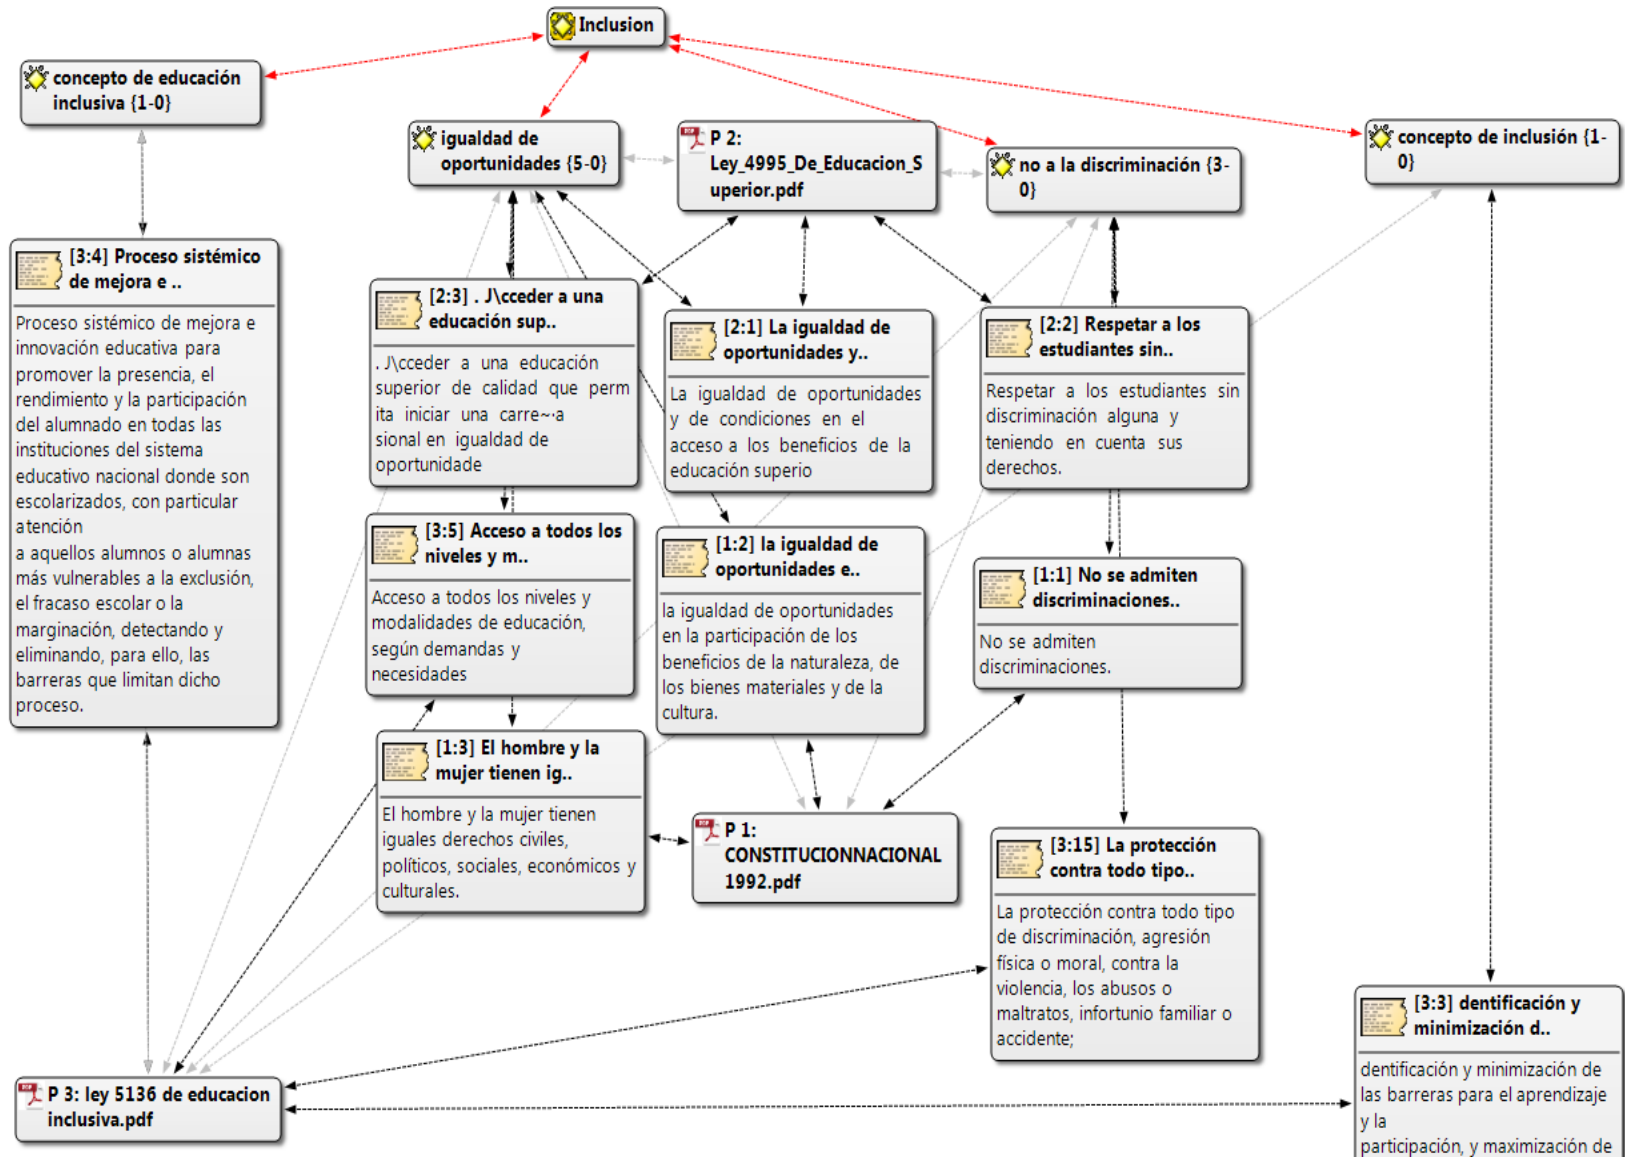 Inclusion
concepto de educación
inclusiva {1-0}
igualdad de
oportunidades {5-0}
P 2:
Ley_4995_De_Educacion_S
uperior.pdf
no a la discriminación {3-
0}
concepto de inclusión {1-
0}
[3:4] Proceso sistémico
de mejora e ..
Proceso sistémico de mejora e
innovación educativa para
promover la presencia, el
rendimiento y la participación
del alumnado en todas las
instituciones del sistema
educativo nacional donde son
escolarizados, con particular
atención
a aquellos alumnos o alumnas
más vulnerables a la exclusión,
el fracaso escolar o la
marginación, detectando y
eliminando, para ello, las
barreras que limitan dicho
proceso.
[2:3] . J\cceder a una
educación sup..
. J\cceder a una educación
superior de calidad que perm
ita iniciar una carre~·a
sional en igualdad de
oportunidade
[2:1] La igualdad de
oportunidades y..
La igualdad de oportunidades
y de condiciones en el
acceso a los beneficios de la
educación superio
[2:2] Respetar a los
estudiantes sin..
Respetar a los estudiantes sin
discriminación alguna y
teniendo en cuenta sus
derechos.
[3:5] Acceso a todos los
niveles y m..
Acceso a todos los niveles y
modalidades de educación,
según demandas y
necesidades
[1:2] la igualdad de
oportunidades e..
la igualdad de oportunidades
en la participación de los
beneficios de la naturaleza, de
los bienes materiales y de la
cultura.
[1:1] No se admiten
discriminaciones..
No se admiten
discriminaciones.
[1:3] El hombre y la
mujer tienen ig..
El hombre y la mujer tienen
iguales derechos civiles,
políticos, sociales, económicos y
culturales.
P 1:
CONSTITUCIONNACIONAL
1992.pdf
[3:15] La protección
contra todo tipo..
La protección contra todo tipo
de discriminación, agresión
física o moral, contra la
violencia, los abusos o
maltratos, infortunio familiar o
accidente;
[3:3] dentificación y
minimización d..
dentificación y minimización de
las barreras para el aprendizaje
y la
participación, y maximización de
P 3: ley 5136 de educacion
inclusiva.pdf